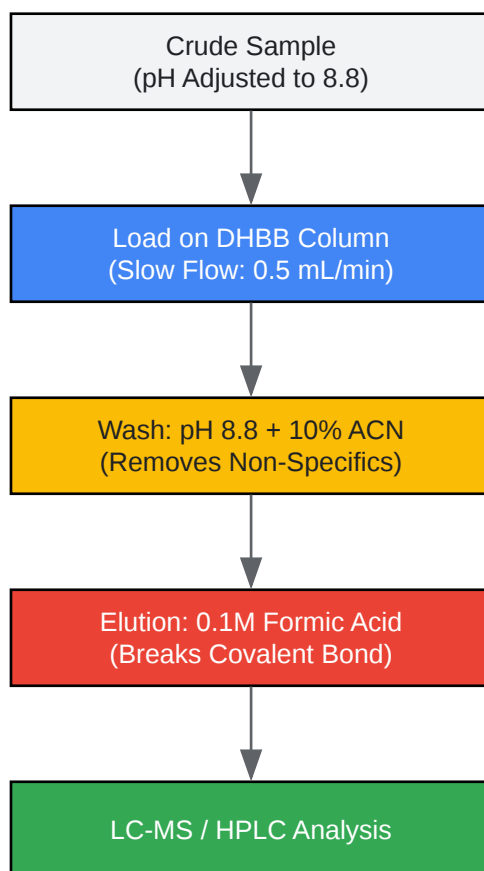 Crude Sample
(pH Adjusted to 8.8)
Load on DHBB Column
(Slow Flow: 0.5 mL/min)
Wash: pH 8.8 + 10% ACN
(Removes Non-Specifics)
Elution: 0.1M Formic Acid
(Breaks Covalent Bond)
LC-MS / HPLC Analysis